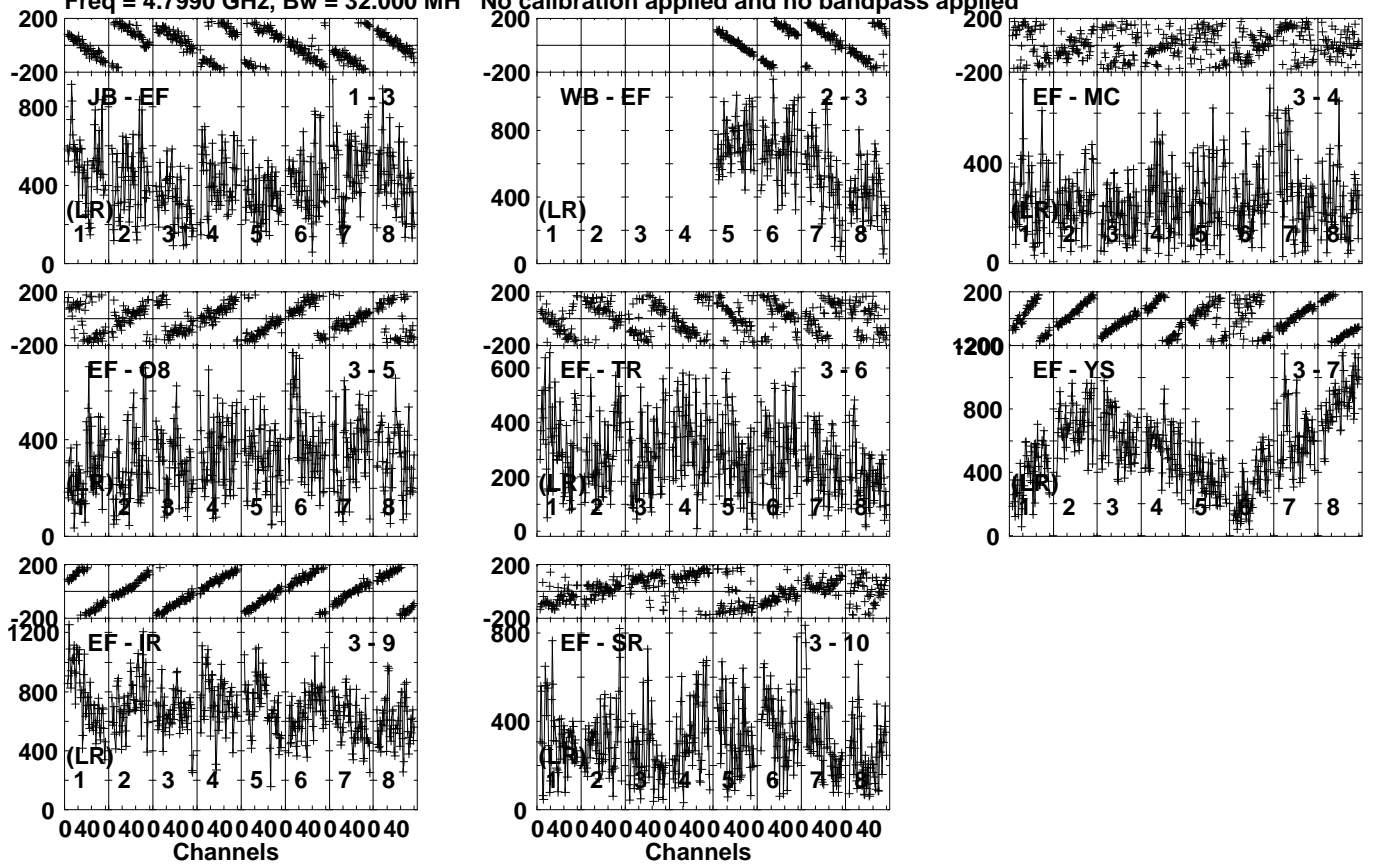 Freq = 4.7990 GHz, Bw = 32.000 MH No calibration applied and no bandpass applied
200
-200
JB - EF 1 - 3
800
400
0
(LR)
1 2 3 4 5 6 7 8
200
-200
WB - EF 2 - 3
800
400
0
(LR)
1 2 3 4 5 6 7 8
200
-200
EF - MC 3 - 4
400
0
(LR)
1 2 3 4 5 6 7 8
200
-200
EF - O8 3 - 5
400
0
(LR)
1 2 3 4 5 6 7 8
200
-200
EF - TR 3 - 6
600
400
200
0
(LR)
1 2 3 4 5 6 7 8
200
-200
1200
EF - YS 3 - 7
800
400
0
(LR)
1 2 3 4 5 6 7 8
200
-200
1200
EF - IR 3 - 9
800
400
0
(LR)
1 2 3 4 5 6 7 8
0 40 0 40 0 40 0 40 0 40 0 40 0 40 0 40
Channels
200
-200
800
EF - SR 3 - 10
400
0
(LR)
1 2 3 4 5 6 7 8
0 40 0 40 0 40 0 40 0 40 0 40 0 40 0 40
Channels